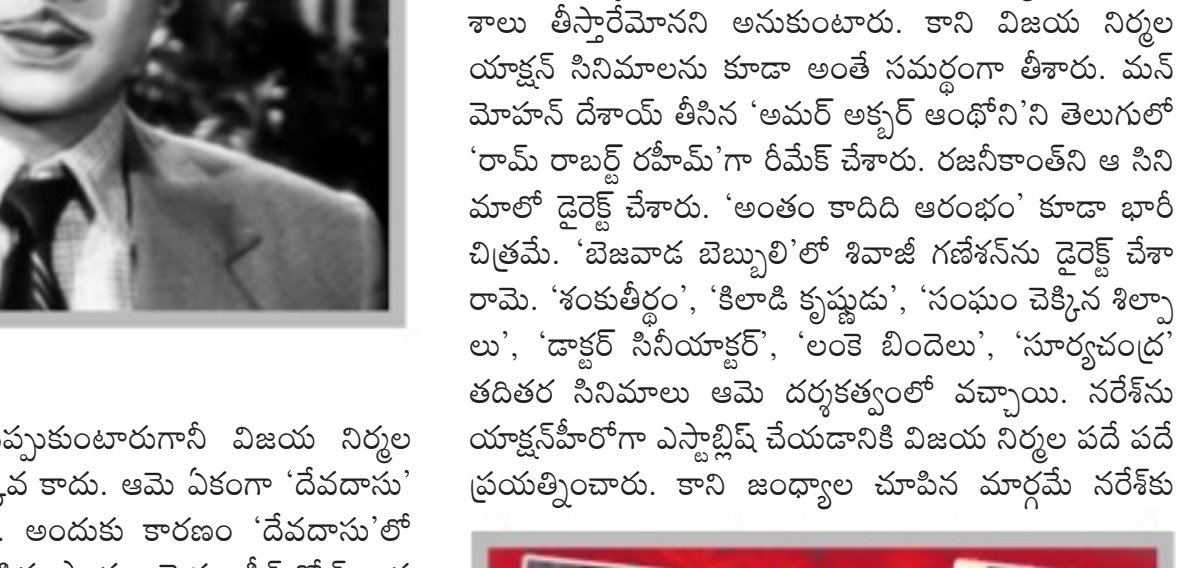 ప్పుకుంటారుగానీ విజయ నిర్మల
వ కాదు. ఆమె ఏకంగా ‘దేవదాసు’
. అందుకు కారణం ‘దేవదాసు’లో
శాలు తీస్తారేమోనని అనుకుంటారు. కాని విజయ నిర్మల
యాక్షన్ సినిమాలను కూడా అంతే సమర్థంగా తీశారు. మన్
మోహన్ దేశాయ్ తీసిన ‘అమర్ అక్బర్ ఆంథోని’ని తెలుగులో
‘రామ్ రాబర్ట్ రహీమ్’గా రీమేక్ చేశారు. రజనీకాంత్‌ని ఆ సిని
మాలో డైరెక్ట్ చేశారు. ‘అంతం కాదిది ఆరంభం’ కూడా భారీ
చిత్రమే. ‘బెజవాడ బెబ్బులి’లో శివాజీ గణేశన్‌ను డైరెక్ట్ చేశా
రామె. ‘శంకుతీర్థం’, ‘కిలాడి కృష్ణుడు’, ‘సంఘం చెక్కిన శిల్పా
లు’, ‘డాక్టర్ సినీయాక్టర్’, ‘లంకె బిందెలు’, ‘సూర్యచంద్ర’
తదితర సినిమాలు ఆమె దర్శకత్వంలో వచ్చాయి. నరేశ్‌ను
యాక్షన్‌హీరోగా ఎస్టాబ్లిష్ చేయడానికి విజయ నిర్మల పదే పదే
ప్రయత్నించారు. కాని జంధ్యాల చూపిన మార్గమే నరేశ్‌కు